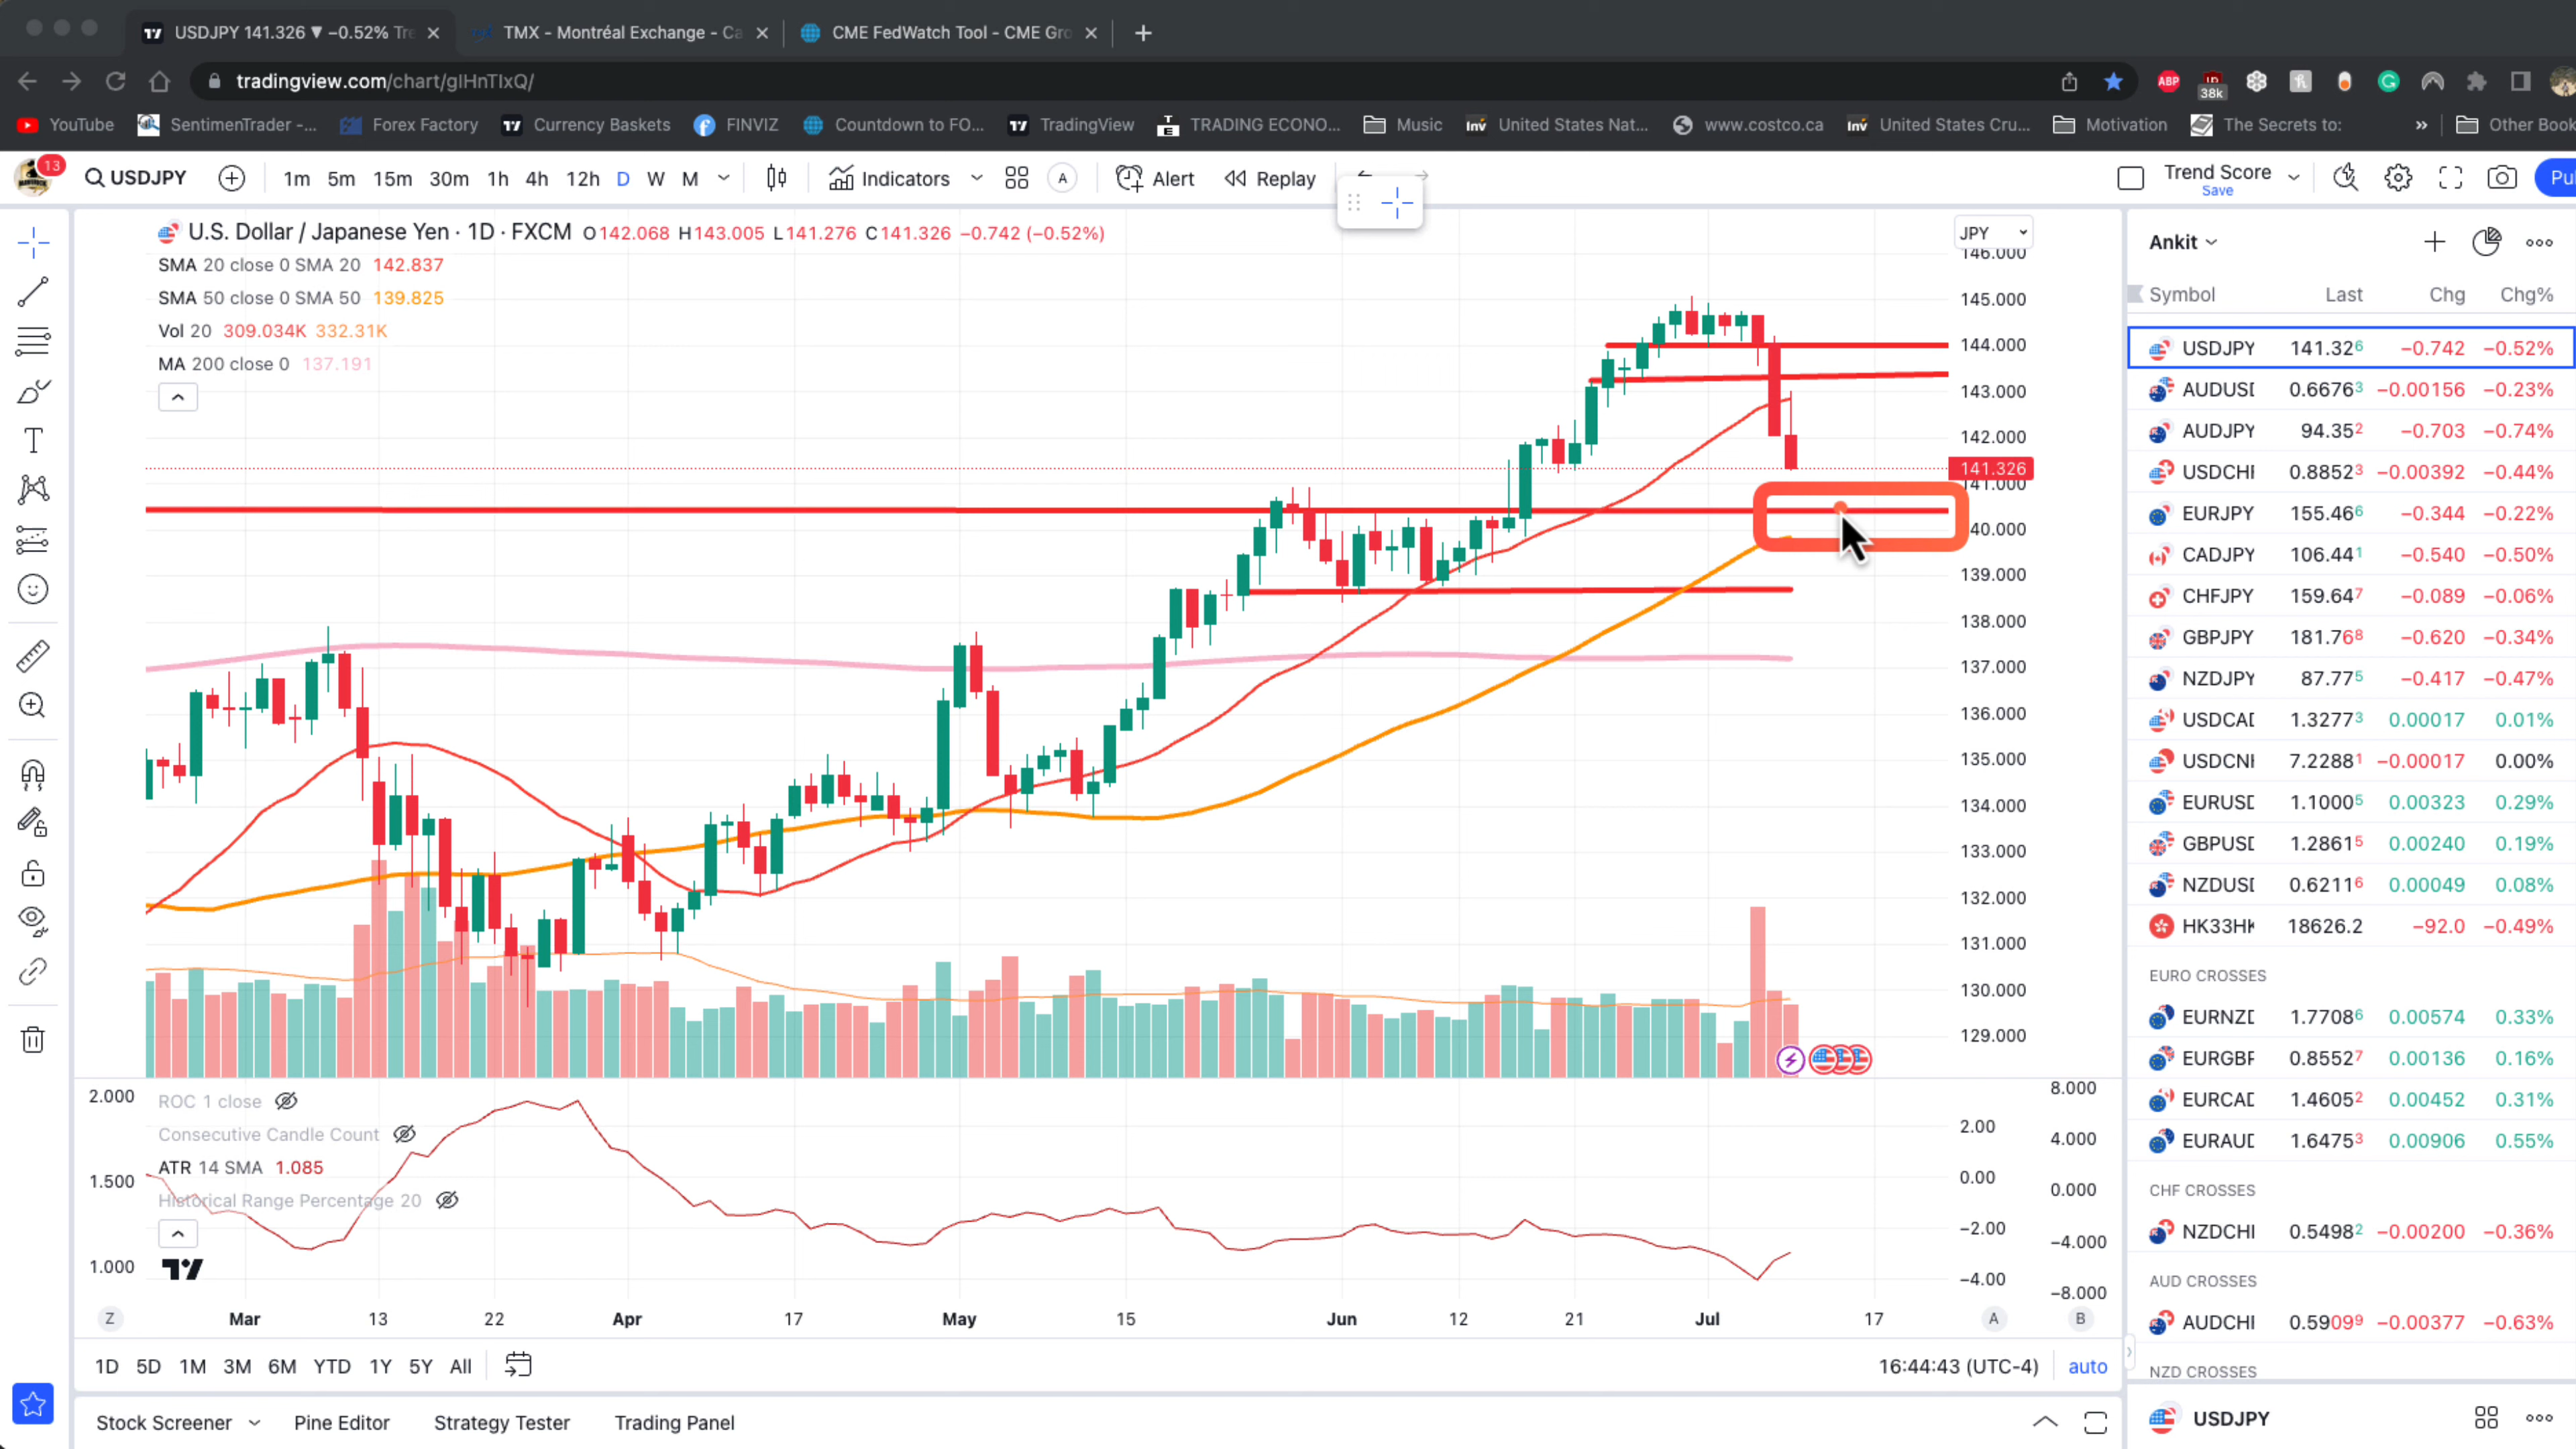 USDJPY 141.326 ▼ −0.52% Tre
TMX - Montréal Exchange - Ca
CME FedWatch Tool - CME Gro
tradingview.com/chart/glHnTIxQ/
ABP
38k
YouTube
SentimenTrader -...
Forex Factory
Currency Baskets
FINVIZ
Countdown to FO...
TradingView
TRADING ECONO...
Music
United States Nat...
www.costco.ca
United States Cru...
Motivation
The Secrets to:
»
Other Book
13
USDJPY
1m 5m 15m 30m 1h 4h 12h D W M
Indicators
A
Alert
Replay
Trend Score
Save
Pu
U.S. Dollar / Japanese Yen · 1D · FXCM O142.068 H143.005 L141.276 C141.326 −0.742 (−0.52%)
SMA 20 close 0 SMA 20 142.837
SMA 50 close 0 SMA 50 139.825
Vol 20 309.034K 332.31K
MA 200 close 0 137.191
JPY
146.000
145.000
144.000
143.000
142.000
141.326
141.000
40.000
139.000
138.000
137.000
136.000
135.000
134.000
133.000
132.000
131.000
130.000
129.000
ROC 1 close
Consecutive Candle Count
ATR 14 SMA 1.085
Historical Range Percentage 20
2.000
1.500
1.000
2.00
0.00
−2.00
−4.00
8.000
4.000
0.000
−4.000
−8.000
Z Mar 13 22 Apr 17 May 15 Jun 12 21 Jul 17 A B
1D 5D 1M 3M 6M YTD 1Y 5Y All
16:44:43 (UTC-4) auto
Stock Screener
Pine Editor
Strategy Tester
Trading Panel
Ankit
Symbol Last Chg Chg%
USDJPY 141.326 −0.742 −0.52%
AUDUSD 0.66763 −0.00156 −0.23%
AUDJPY 94.352 −0.703 −0.74%
USDCHI 0.88523 −0.00392 −0.44%
EURJPY 155.466 −0.344 −0.22%
CADJPY 106.441 −0.540 −0.50%
CHFJPY 159.647 −0.089 −0.06%
GBPJPY 181.768 −0.620 −0.34%
NZDJPY 87.775 −0.417 −0.47%
USDCAD 1.32773 0.00017 0.01%
USDCNH 7.22881 −0.00017 0.00%
EURUSD 1.10005 0.00323 0.29%
GBPUSD 1.28615 0.00240 0.19%
NZDUSD 0.62116 0.00049 0.08%
HK33HK 18626.2 −92.0 −0.49%
EURO CROSSES
EURNZD 1.77086 0.00574 0.33%
EURGBP 0.85527 0.00136 0.16%
EURCAD 1.46052 0.00452 0.31%
EURAUD 1.64753 0.00906 0.55%
CHF CROSSES
NZDCHI 0.54982 −0.00200 −0.36%
AUD CROSSES
AUDCHI 0.59099 −0.00377 −0.63%
NZD CROSSES
USDJPY